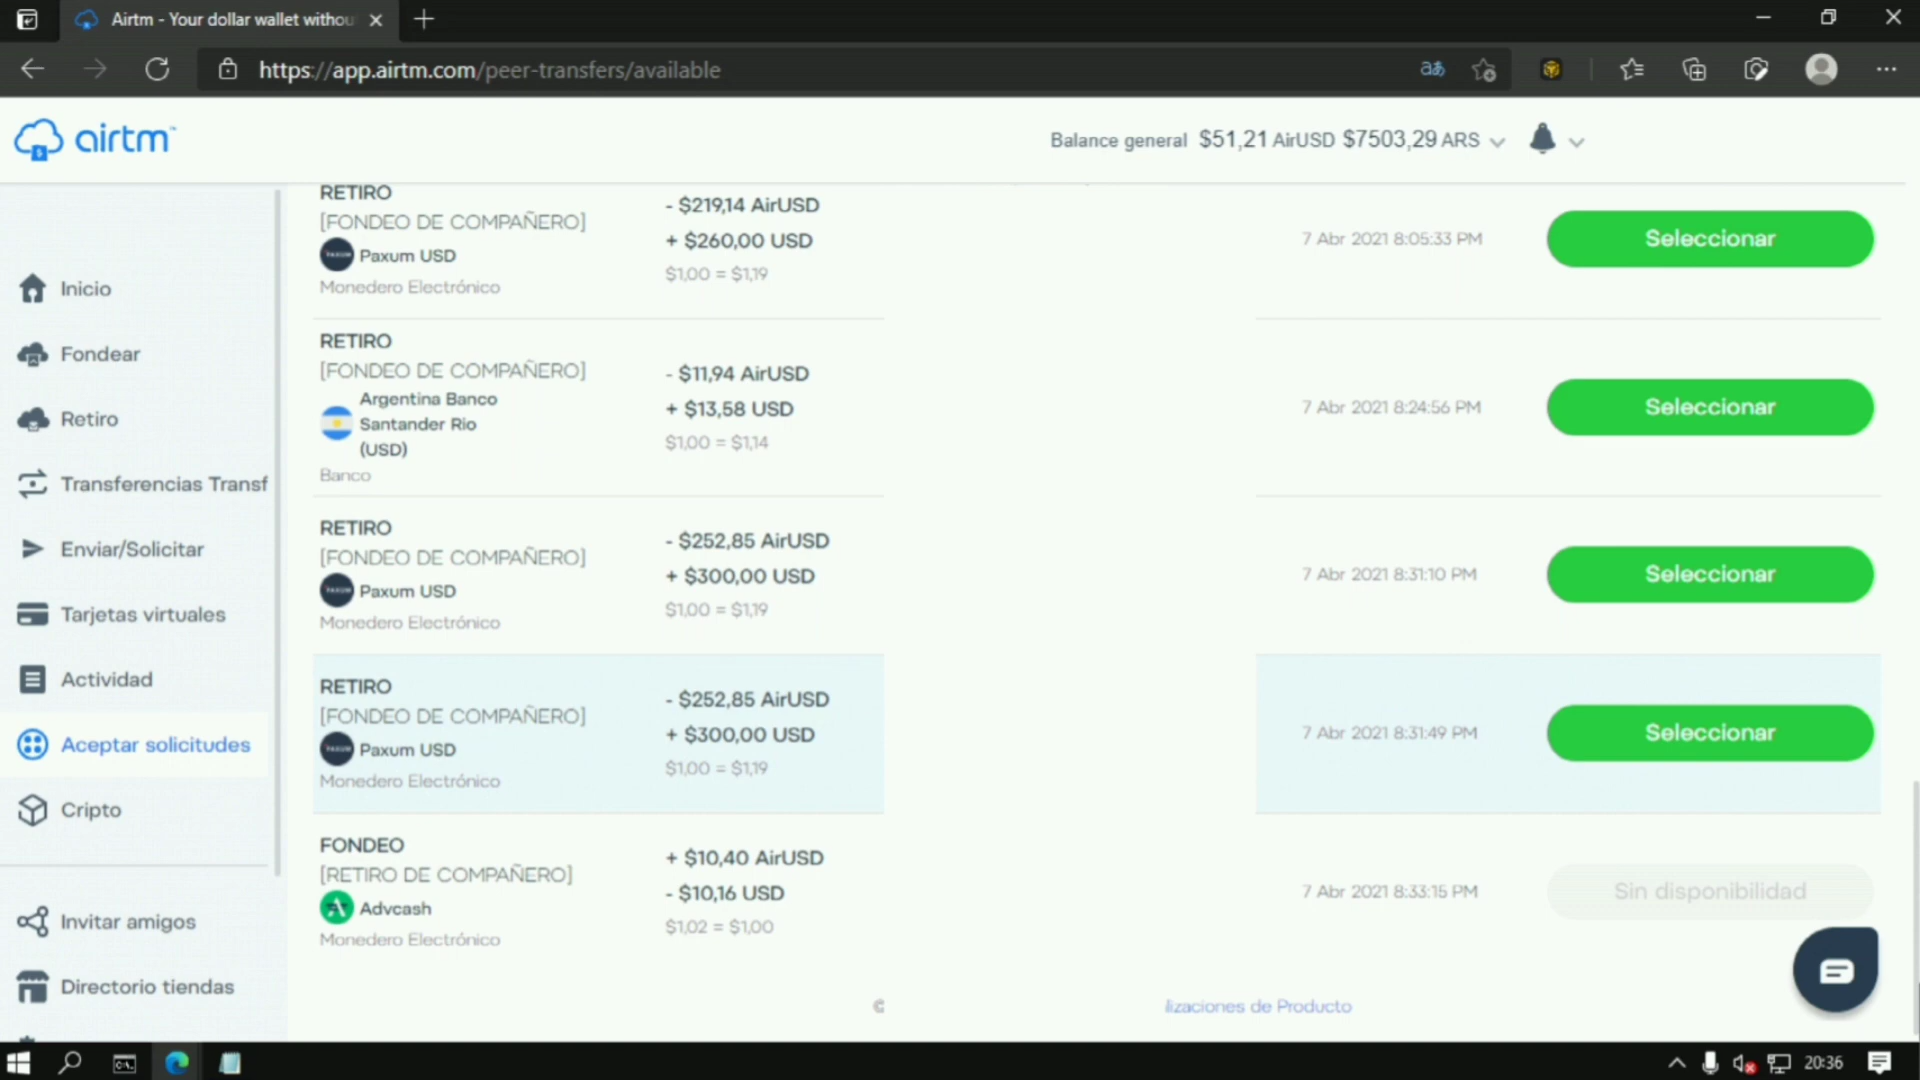 Airtm - Your dollar wallet withou
https://app.airtm.com/peer-transfers/available
airtm
Balance general $51,21 AirUSD $7503,29 ARS
Inicio
Fondear
Retiro
Transferencias Transf
Enviar/Solicitar
Tarjetas virtuales
Actividad
Aceptar solicitudes
Cripto
Invitar amigos
Directorio tiendas
RETIRO
[FONDEO DE COMPAÑERO]
Paxum USD
Monedero Electrónico
- $219,14 AirUSD
+ $260,00 USD
$1,00 = $1,19
7 Abr 2021 8:05:33 PM
Seleccionar
RETIRO
[FONDEO DE COMPAÑERO]
Argentina Banco
Santander Rio
(USD)
Banco
- $11,94 AirUSD
+ $13,58 USD
$1,00 = $1,14
7 Abr 2021 8:24:56 PM
Seleccionar
RETIRO
[FONDEO DE COMPAÑERO]
Paxum USD
Monedero Electrónico
- $252,85 AirUSD
+ $300,00 USD
$1,00 = $1,19
7 Abr 2021 8:31:10 PM
Seleccionar
RETIRO
[FONDEO DE COMPAÑERO]
Paxum USD
Monedero Electrónico
- $252,85 AirUSD
+ $300,00 USD
$1,00 = $1,19
7 Abr 2021 8:31:49 PM
Seleccionar
FONDEO
[RETIRO DE COMPAÑERO]
Advcash
Monedero Electrónico
+ $10,40 AirUSD
- $10,16 USD
$1,02 = $1,00
7 Abr 2021 8:33:15 PM
Sin disponibilidad
lizaciones de Producto
20:36